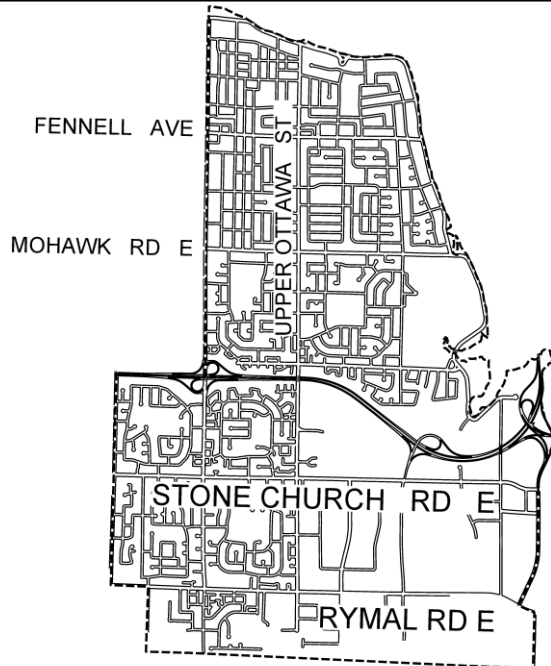 FENNELL AVE
UPPER OTTAWA ST
MOHAWK RD E
STONE CHURCH RD E
RYMAL RD E